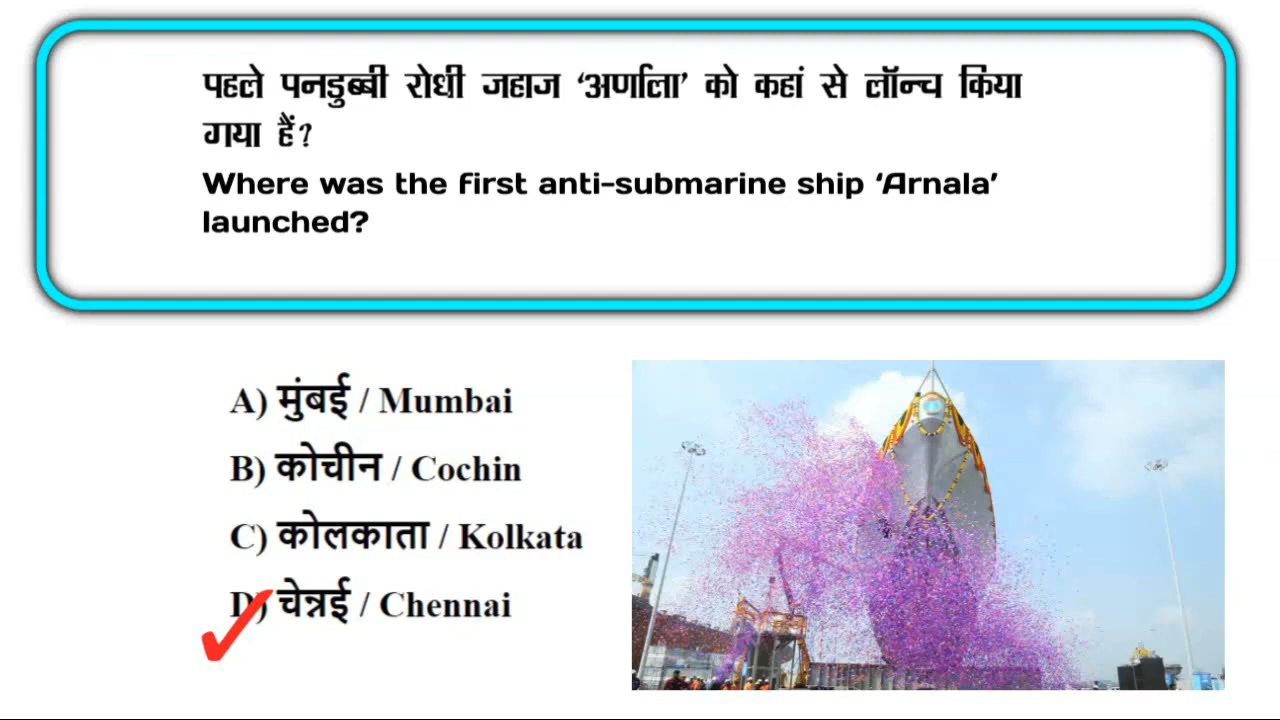 पहले पनडुब्बी रोधी जहाज ‘अर्णाला’ को कहां से लॉन्च किया
गया हैं?
Where was the first anti-submarine ship ‘Arnala’
launched?
A) मुंबई / Mumbai
B) कोचीन / Cochin
C) कोलकाता / Kolkata
D) चेन्नई / Chennai